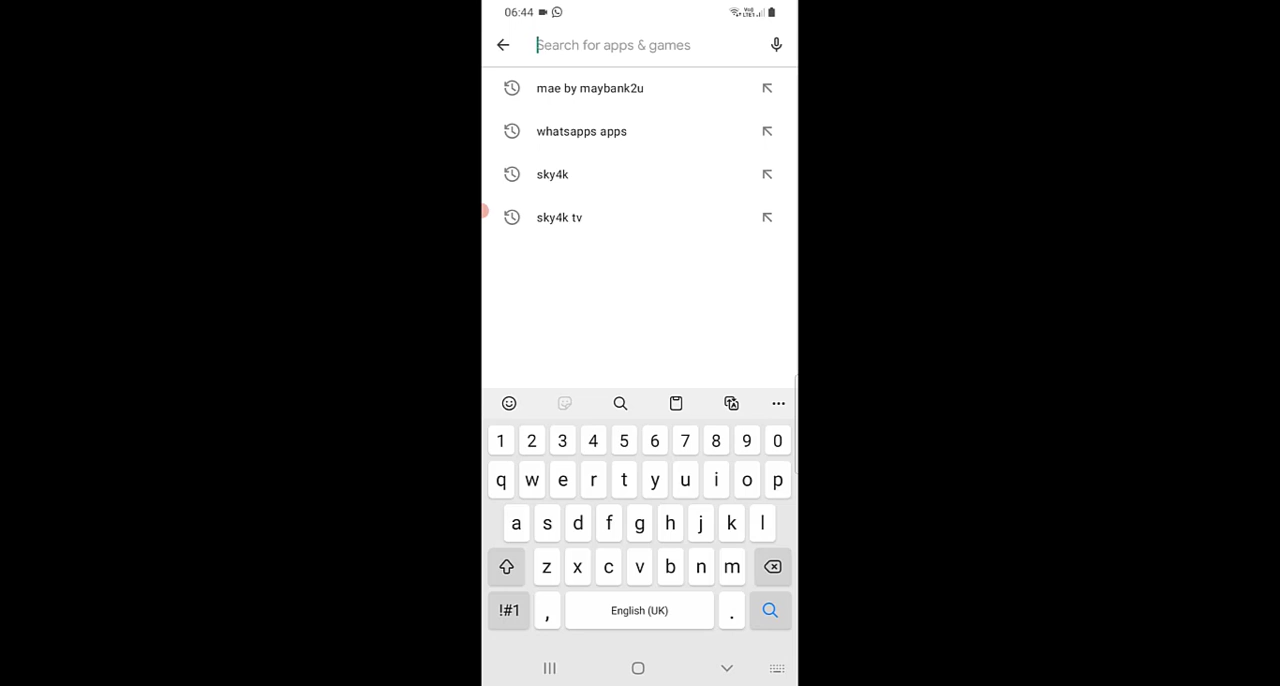 06:44
Search for apps & games
mae by maybank2u
whatsapps apps
sky4k
sky4k tv
1 2 3 4 5 6 7 8 9 0
q w e r t y u i o p
a s d f g h j k l
z x c v b n m
!#1 , English (UK) .